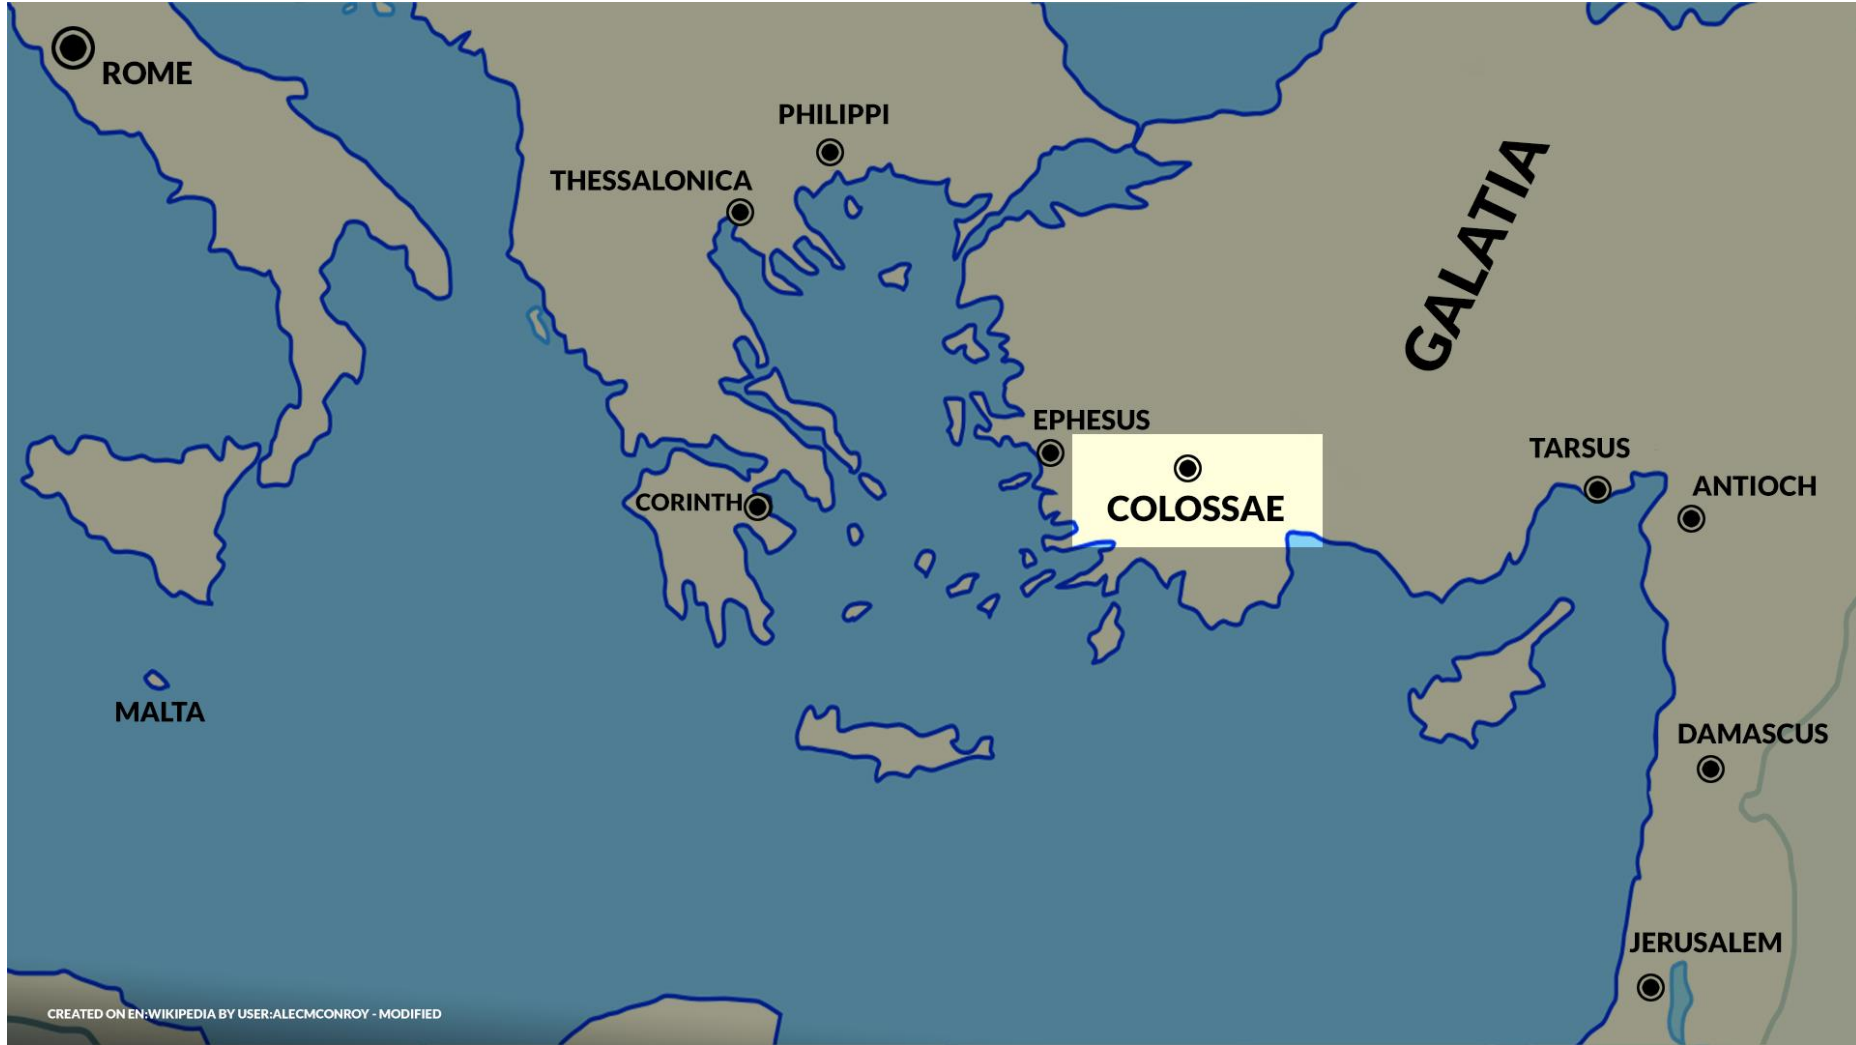 ROME
PHILIPPI
THESSALONICA
GALATIA
EPHESUS
TARSUS
ANTIOCH
CORINTH
COLOSSAE
MALTA
DAMASCUS
JERUSALEM
CREATED ON EN:WIKIPEDIA BY USER:ALECMCONROY - MODIFIED